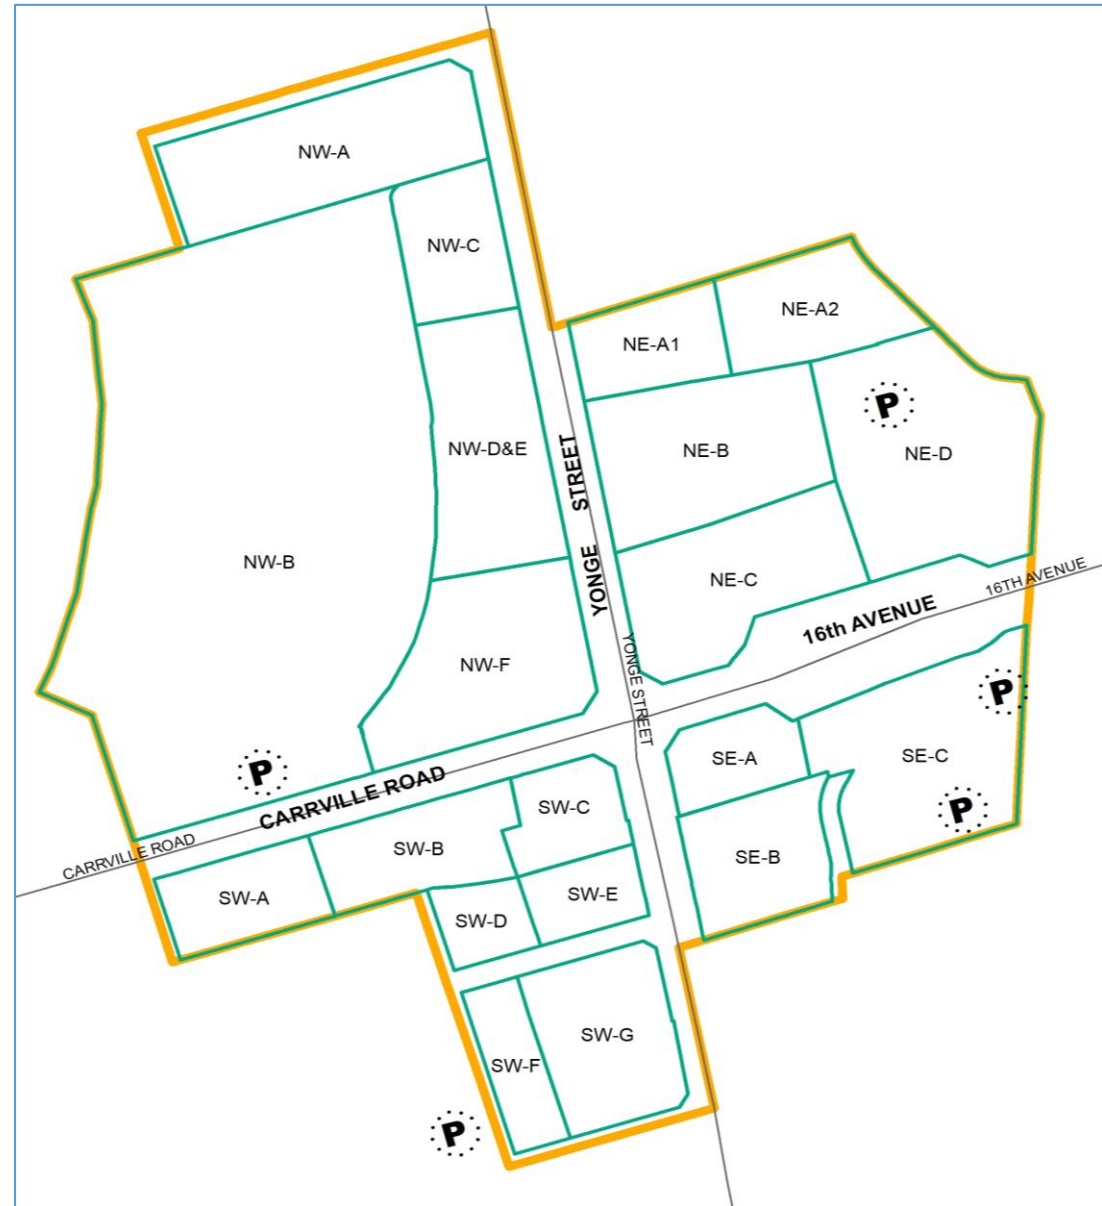 NW-A
NW-C
NE-A2
NE-A1
P
NW-D&E
YONGE STREET
NE-B
NE-D
NW-B
NE-C
16TH AVENUE
16th AVENUE
NW-F
YONGE STREET
P
SE-A
SE-C
P
CARRVILLE ROAD
SW-C
P
CARRVILLE ROAD
SW-B
SE-B
SW-A
SW-E
SW-D
SW-G
SW-F
P